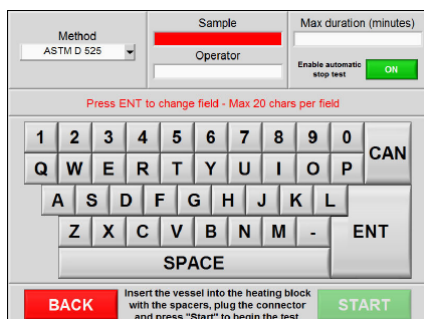 Method
ASTM D 525
Sample
Operator
Max duration (minutes)
Enable automatic
stop test
ON
Press ENT to change field - Max 20 chars per field
1 2 3 4 5 6 7 8 9 0
CAN
Q W E R T Y U I O P
A S D F G H J K L
ENT
Z X C V B N M -
SPACE
BACK
Insert the vessel into the heating block
with the spacers, plug the connector
and press "Start" to begin the test
START